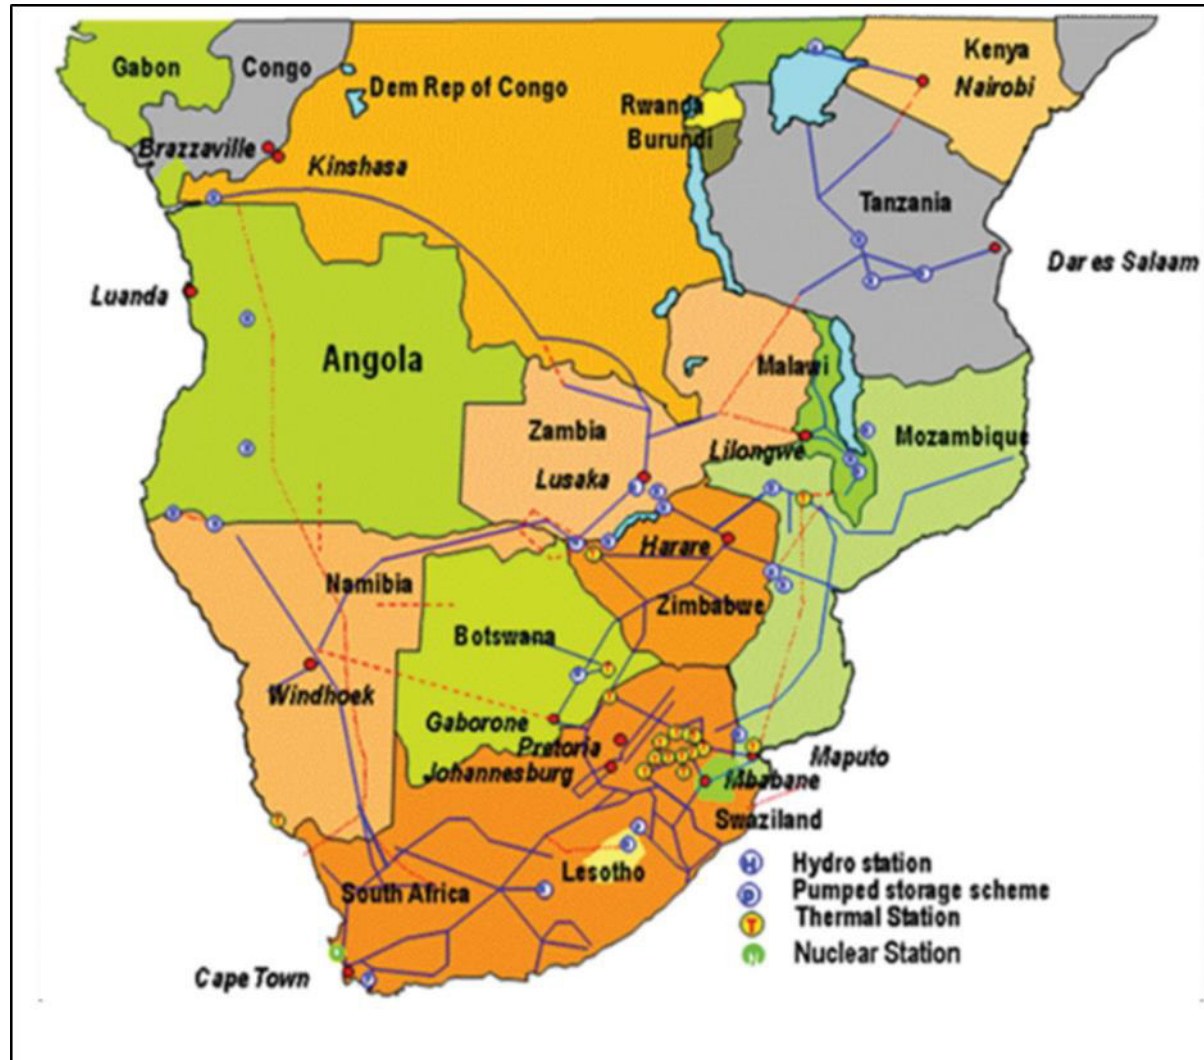 Gabon
Congo
Dem Rep of Congo
Kenya
Nairobi
Rwanda
Burundi
Brazzaville
Kinshasa
Tanzania
Dar es Salaam
Luanda
Angola
Malawi
Zambia
Lilongwe
Mozambique
Lusaka
Harare
Namibia
Zimbabwe
Botswana
Windhoek
Gaborone
Pretoria
Johannesburg
Maputo
Mbabane
Swaziland
Lesotho
South Africa
Cape Town
H Hydro station
P Pumped storage scheme
T Thermal Station
Nuclear Station